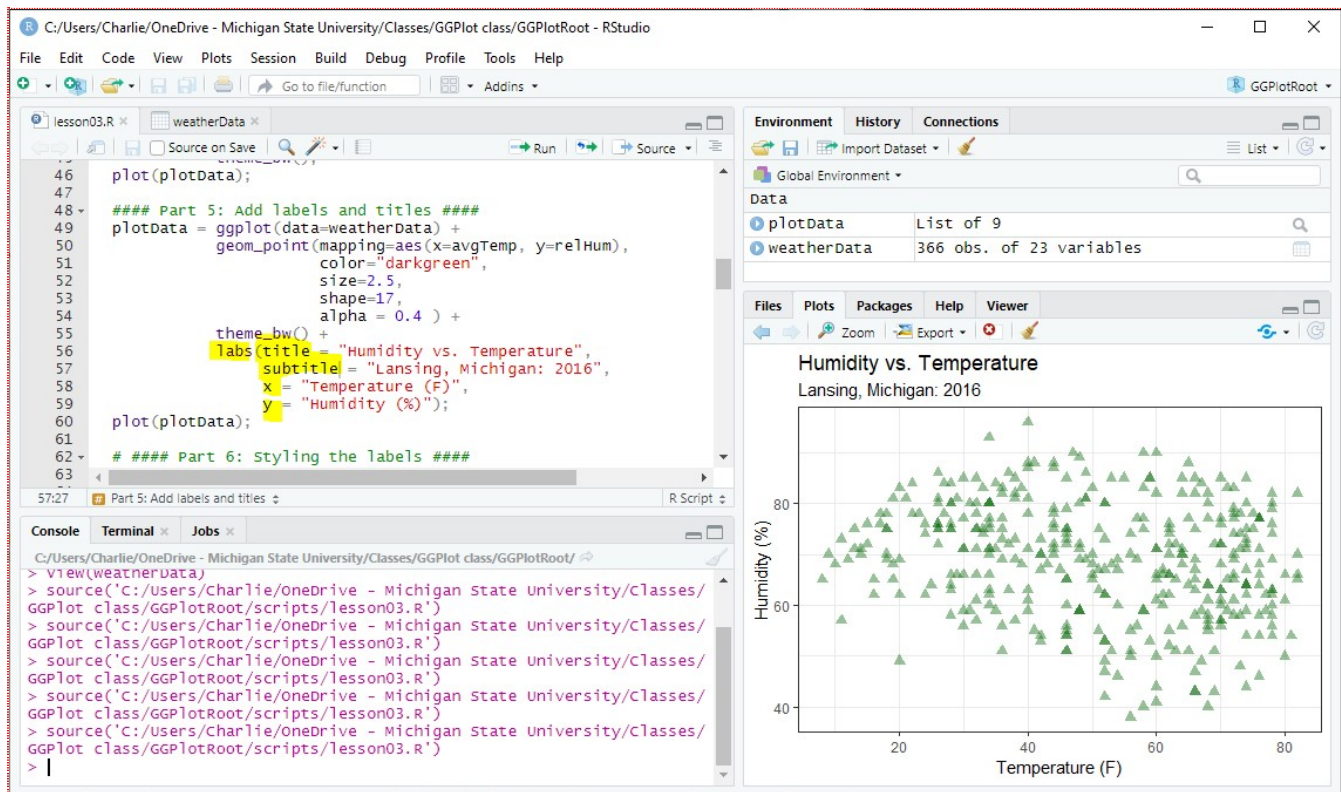 C:/Users/Charlie/OneDrive - Michigan State University/Classes/GGPlot class/GGPlotRoot - RStudio
File Edit Code View Plots Session Build Debug Profile Tools Help
Go to file/function Addins GGPlotRoot
lesson03.R weatherData
Source on Save Run Source
theme_bw();
46 plot(plotData);
47
48 #### Part 5: Add labels and titles ####
49 plotData = ggplot(data=weatherData) +
50 geom_point(mapping=aes(x=avgTemp, y=relHum),
51 color="darkgreen",
52 size=2.5,
53 shape=17,
54 alpha = 0.4 ) +
55 theme_bw() +
56 labs(title = "Humidity vs. Temperature",
57 subtitle = "Lansing, Michigan: 2016",
58 x = "Temperature (F)",
59 y = "Humidity (%)");
60 plot(plotData);
61
62 # #### Part 6: Styling the labels ####
63
57:27 # Part 5: Add labels and titles R Script
Console Terminal Jobs
C:/Users/Charlie/OneDrive - Michigan State University/Classes/GGPlot class/GGPlotRoot/
> View(weatherData)
> source('C:/Users/Charlie/OneDrive - Michigan State University/Classes/
GGPlot class/GGPlotRoot/scripts/lesson03.R')
> source('C:/Users/Charlie/OneDrive - Michigan State University/Classes/
GGPlot class/GGPlotRoot/scripts/lesson03.R')
> source('C:/Users/Charlie/OneDrive - Michigan State University/Classes/
GGPlot class/GGPlotRoot/scripts/lesson03.R')
> source('C:/Users/Charlie/OneDrive - Michigan State University/Classes/
GGPlot class/GGPlotRoot/scripts/lesson03.R')
> source('C:/Users/Charlie/OneDrive - Michigan State University/Classes/
GGPlot class/GGPlotRoot/scripts/lesson03.R')
>
Environment History Connections
Import Dataset List
Global Environment
Data
plotData List of 9
weatherData 366 obs. of 23 variables
Files Plots Packages Help Viewer
Zoom Export
Humidity vs. Temperature
Lansing, Michigan: 2016
Humidity (%)
80
60
40
20 40 60 80
Temperature (F)